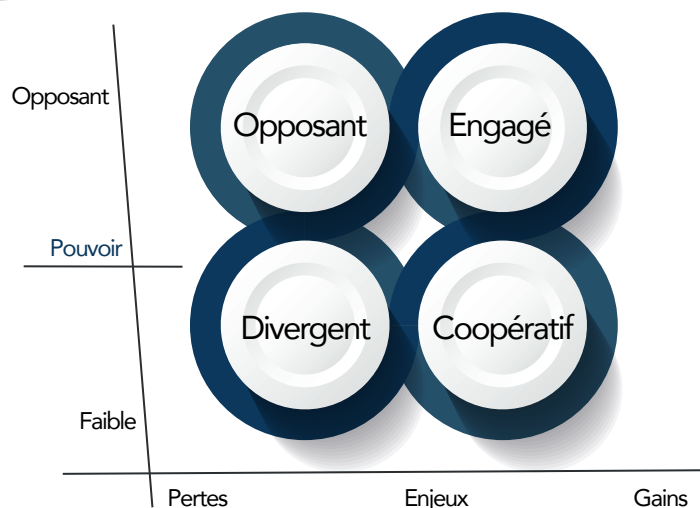 Opposant
Opposant
Engagé
Pouvoir
Divergent
Coopératif
Faible
Pertes
Enjeux
Gains